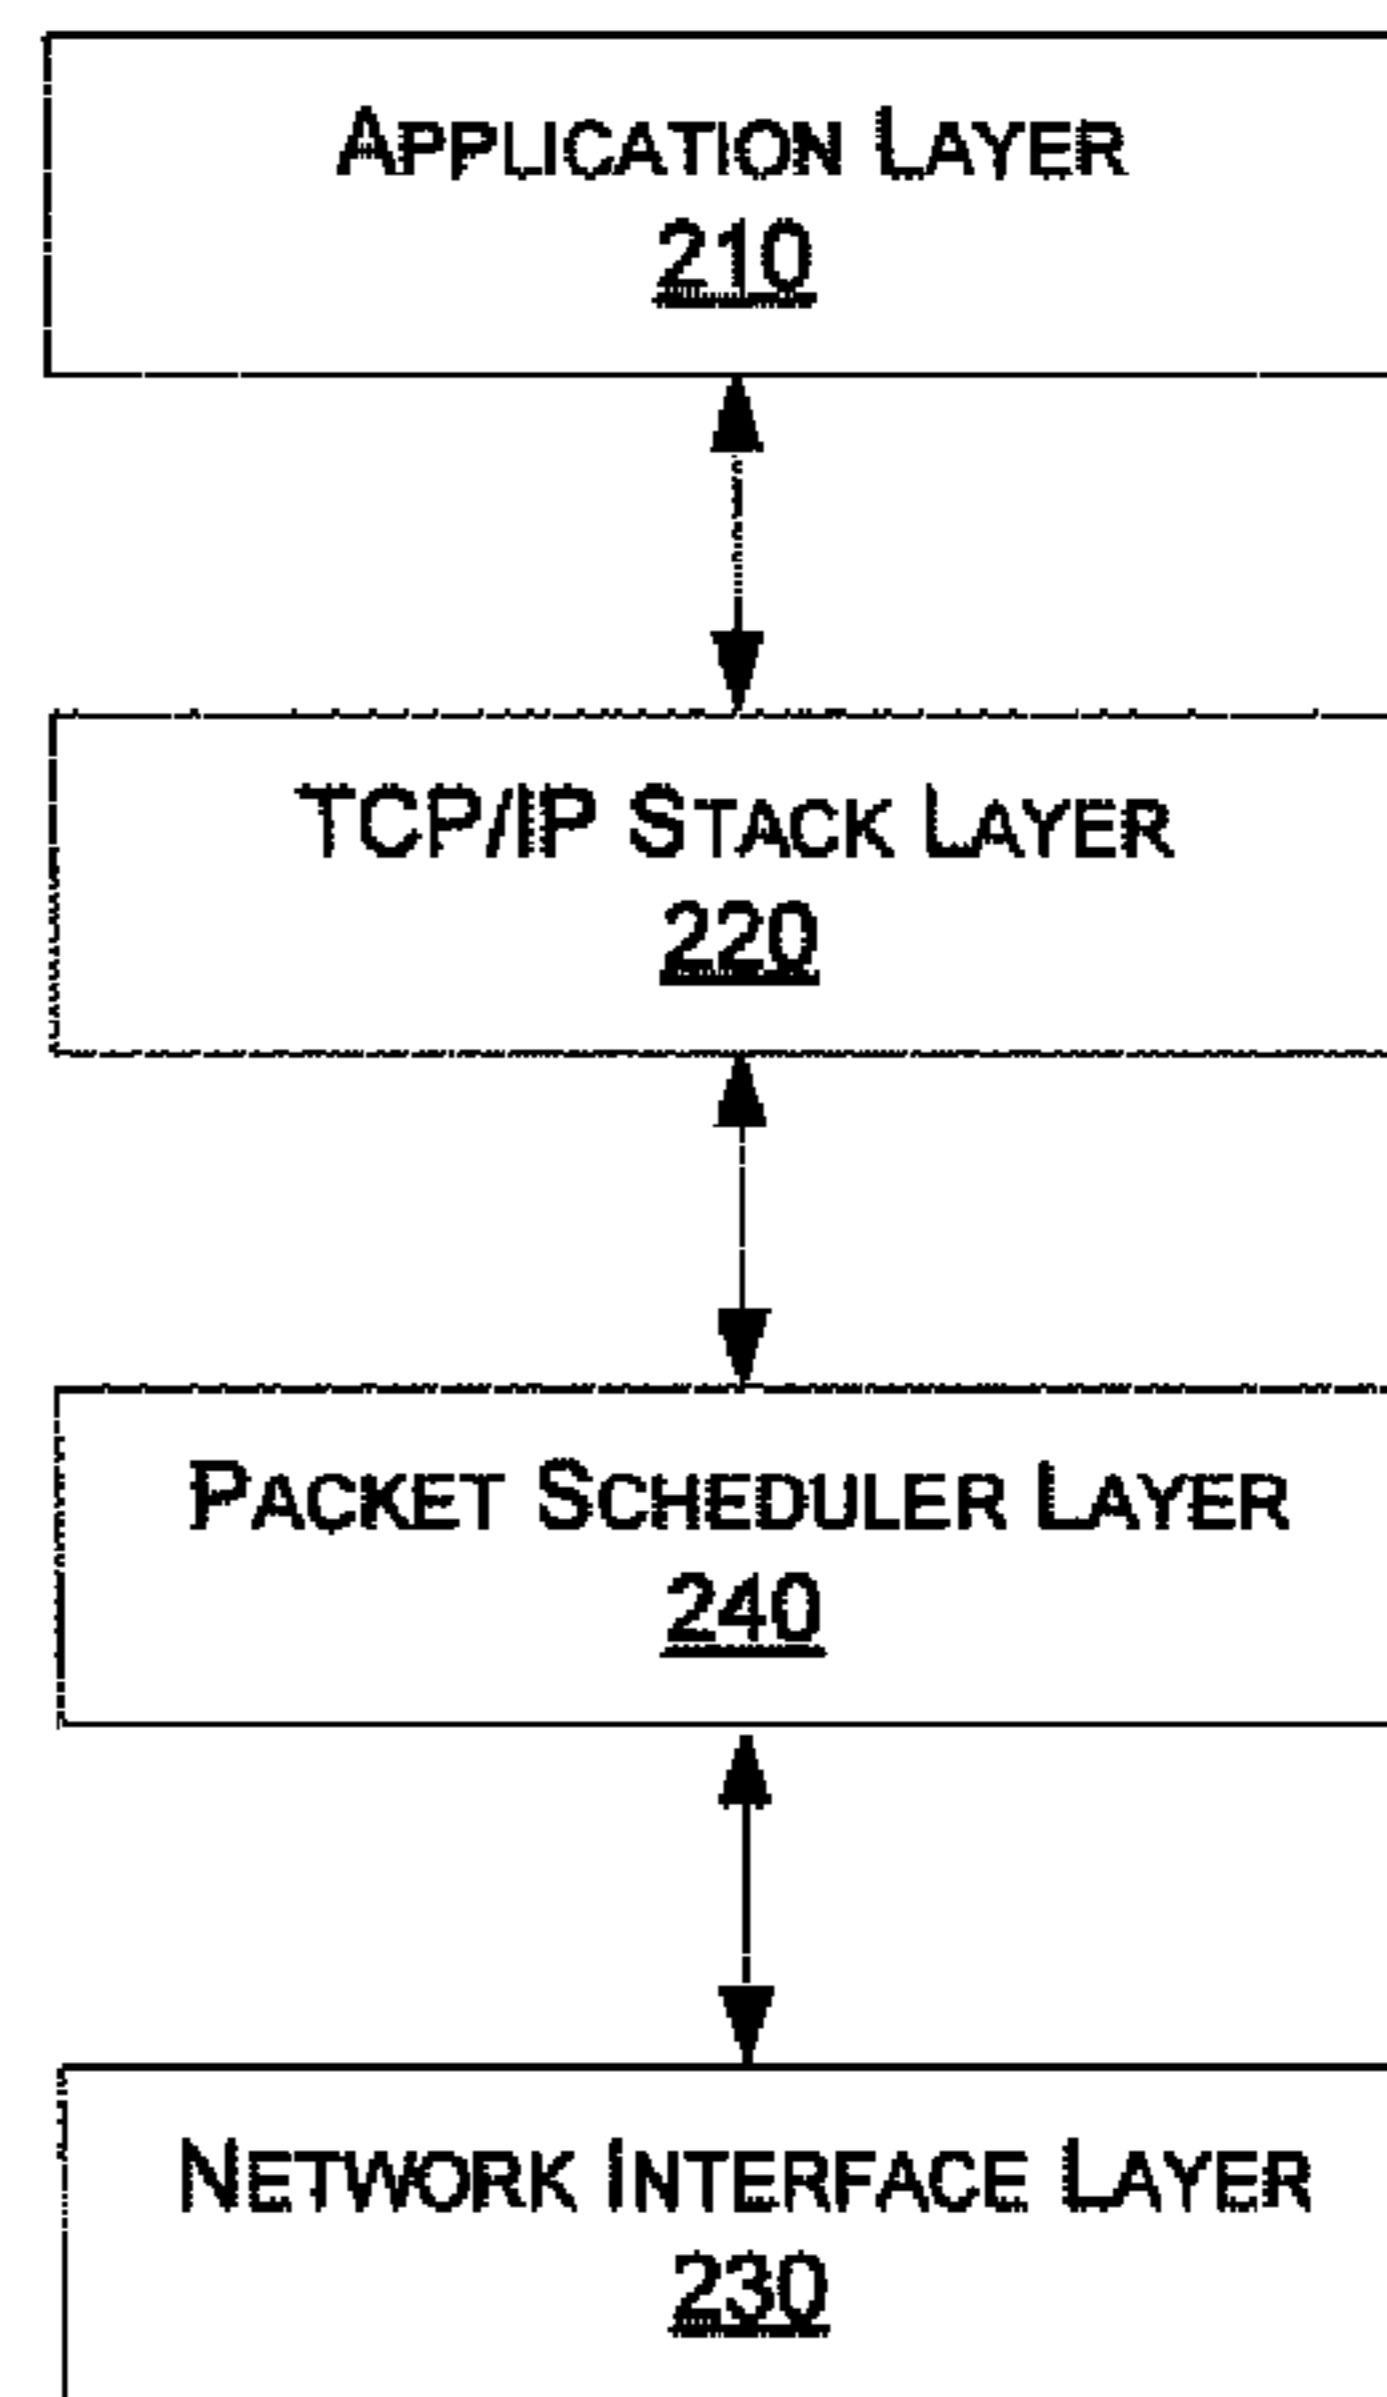 APPLICATION LAYER
210
TCP/IP STACK LAYER
220
PACKET SCHEDULER LAYER
240
NETWORK INTERFACE LAYER
230